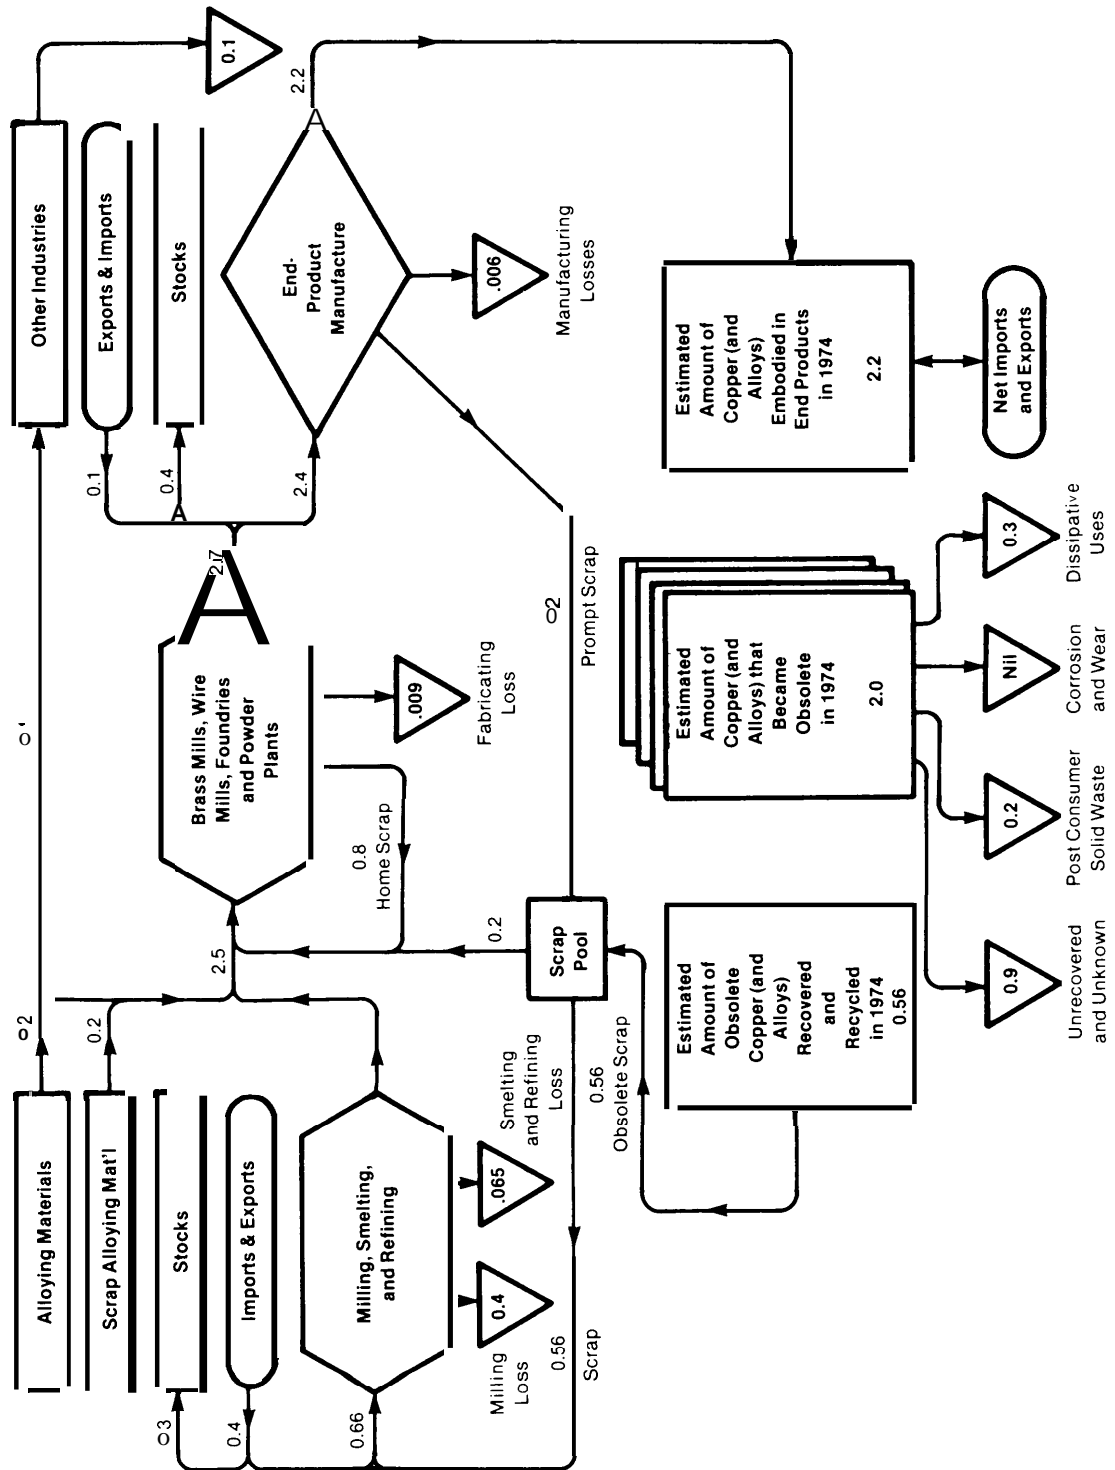 Alloying Materials
o2
o'
Other Industries
0.1
Scrap Alloying Mat'l
0.2
Exports & Imports
0.1
Stocks
o3
Stocks
0.4
A
Imports & Exports
0.4
2.5
Brass Mills, Wire
Mills, Foundries
and Powder
Plants
A
2.7
2.4
End-
Product
Manufacture
A
2.2
0.66
Milling, Smelting,
and Refining
0.8
Home Scrap
.009
Fabricating
Loss
.006
Manufacturing
Losses
0.4
Milling
Loss
.065
Smelting
and Refining
Loss
0.2
Scrap
Pool
o2
Prompt Scrap
0.56
Scrap
0.56
Obsolete Scrap
Estimated
Amount of
Obsolete
Copper (and
Alloys)
Recovered
and
Recycled
in 1974
0.56
Estimated
Amount of
Copper (and
Alloys) that
Became
Obsolete
in 1974
2.0
Estimated
Amount of
Copper (and
Alloys)
Embodied in
End Products
in 1974
2.2
0.9
Unrecovered
and Unknown
0.2
Post Consumer
Solid Waste
Nil
Corrosion
and Wear
0.3
Dissipative
Uses
Net Imports
and Exports